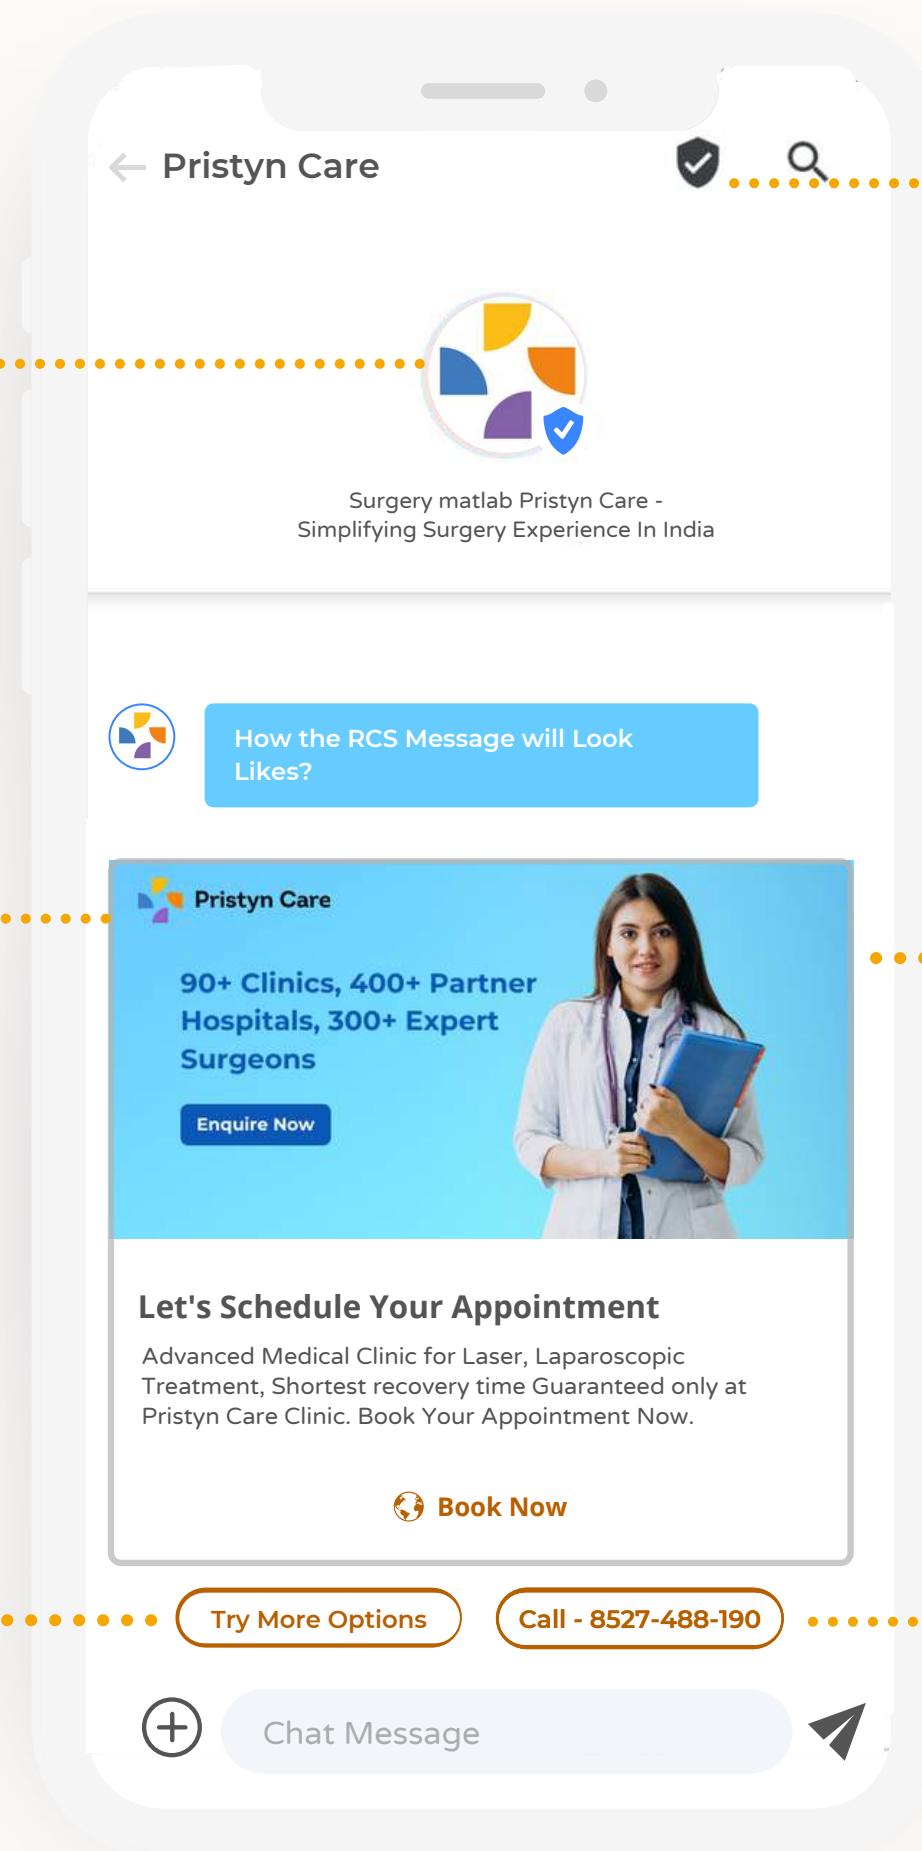 Pristyn Care
Surgery matlab Pristyn Care -
Simplifying Surgery Experience In India
How the RCS Message will Look
Likes?
Pristyn Care
90+ Clinics, 400+ Partner
Hospitals, 300+ Expert
Surgeons
Enquire Now
Let's Schedule Your Appointment
Advanced Medical Clinic for Laser, Laparoscopic
Treatment, Shortest recovery time Guaranteed only at
Pristyn Care Clinic. Book Your Appointment Now.
Book Now
Try More Options
Call - 8527-488-190
Chat Message